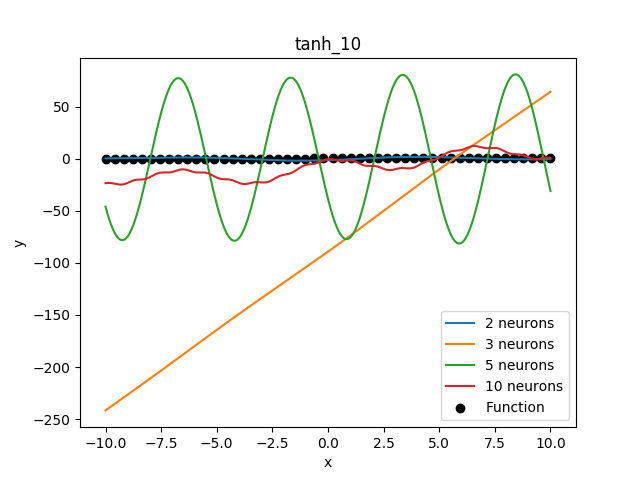 tanh_10
50
0
−50
−100
−150
−200
−250
y
−10.0
−7.5
−5.0
−2.5
0.0
2.5
5.0
7.5
10.0
x
2 neurons
3 neurons
5 neurons
10 neurons
Function